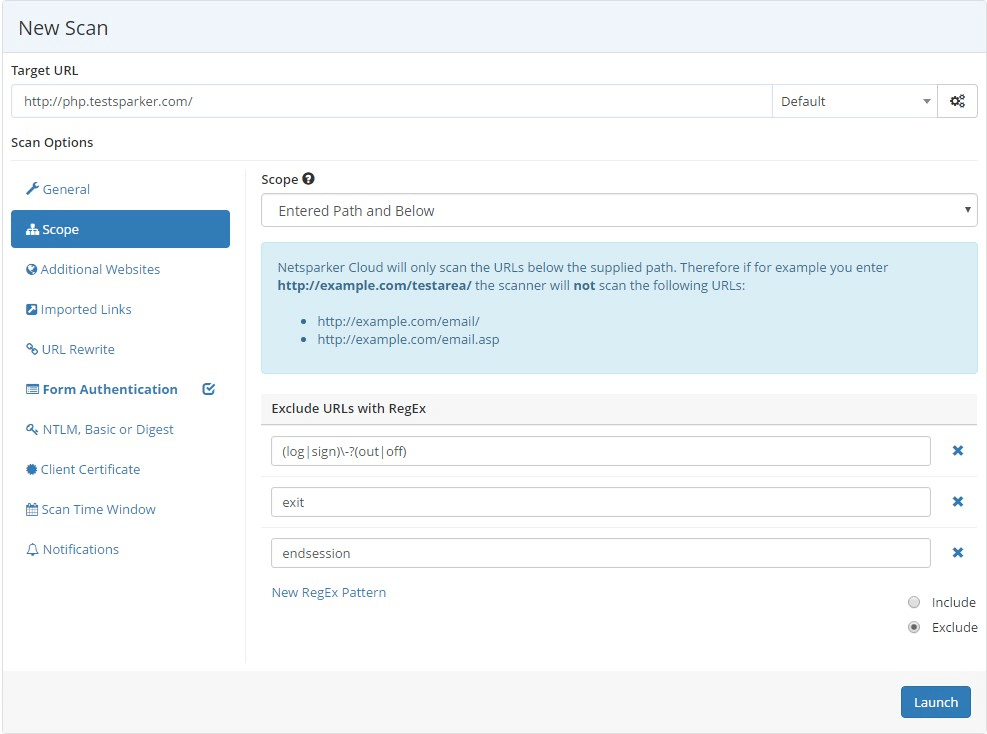 New Scan
Target URL
http://php.testsparker.com/
Default
Scan Options
General
Scope
Additional Websites
Imported Links
URL Rewrite
Form Authentication
NTLM, Basic or Digest
Client Certificate
Scan Time Window
Notifications
Scope
Entered Path and Below
Netsparker Cloud will only scan the URLs below the supplied path. Therefore if for example you enter
http://example.com/testarea/ the scanner will not scan the following URLs:
http://example.com/email/
http://example.com/email.asp
Exclude URLs with RegEx
(log|sign)\-?(out|off)
exit
endsession
New RegEx Pattern
Include
Exclude
Launch